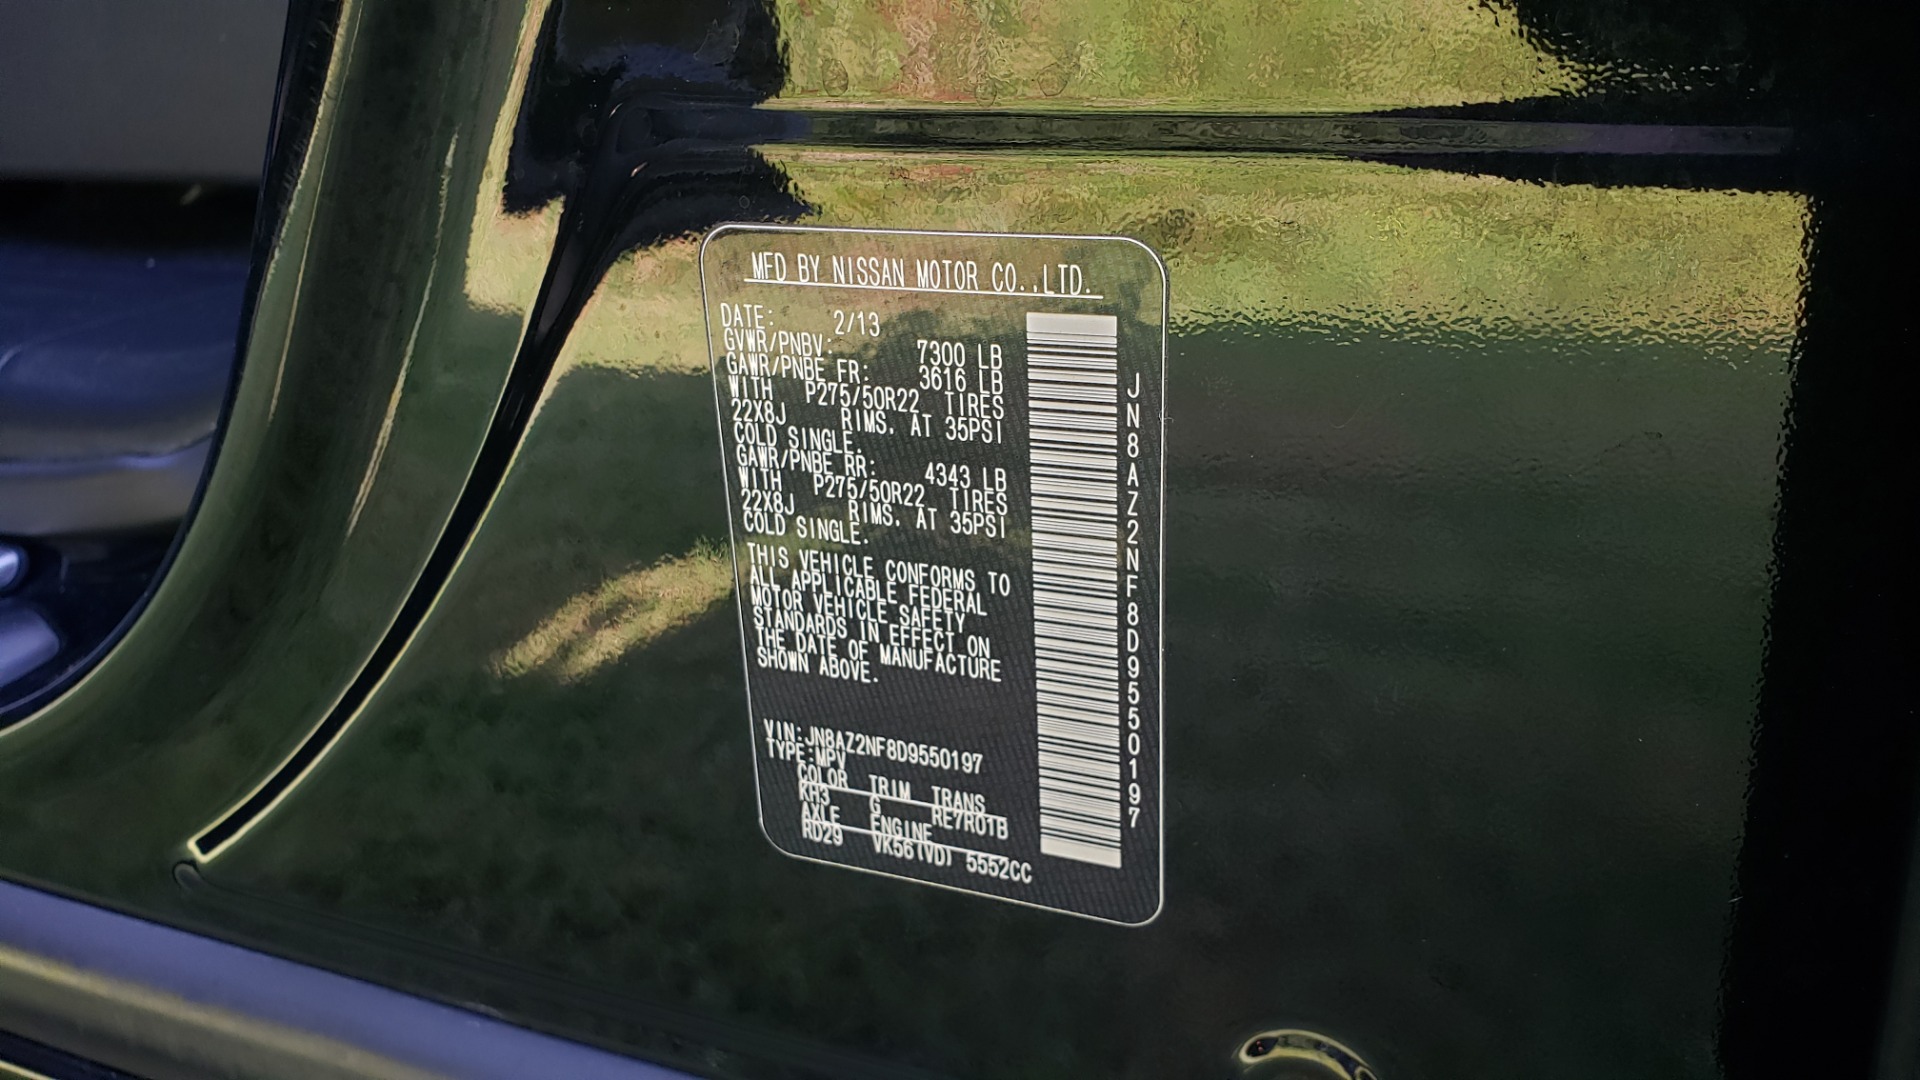 MFD BY NISSAN MOTOR CO.,LTD.
DATE: 2/13
GVWR/PNBV: 7300 LB
GAWR/PNBE FR: 3616 LB
WITH P275/50R22 TIRES
22X8J RIMS. AT 35PSI
COLD SINGLE.
GAWR/PNBE RR: 4343 LB
WITH P275/50R22 TIRES
22X8J RIMS. AT 35PSI
COLD SINGLE.
THIS VEHICLE CONFORMS TO
ALL APPLICABLE FEDERAL
MOTOR VEHICLE SAFETY
STANDARDS IN EFFECT ON
THE DATE OF MANUFACTURE
SHOWN ABOVE.
VIN:JN8AZ2NF8D9550197
TYPE:MPV
COLOR TRIM TRANS
KH3 G RE7R01B
AXLE ENGINE
RD29 VK56(VD) 5552CC
JN8AZ2NF8D9550197